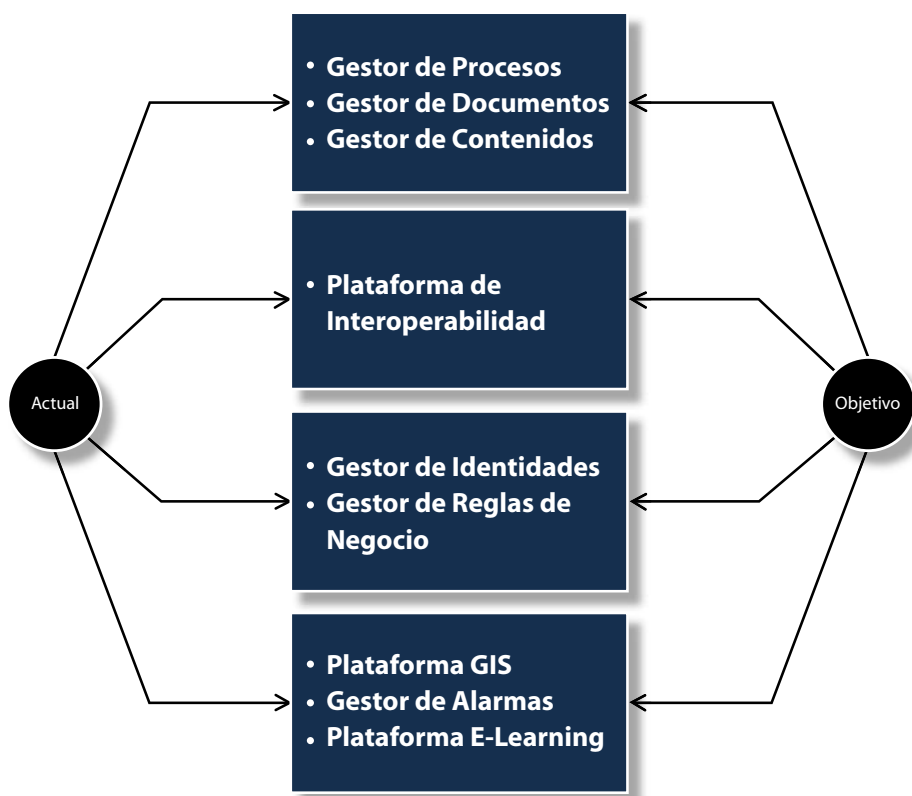 • Gestor de Procesos
• Gestor de Documentos
• Gestor de Contenidos
• Plataforma de
Interoperabilidad
Actual
Objetivo
• Gestor de Identidades
• Gestor de Reglas de
Negocio
• Plataforma GIS
• Gestor de Alarmas
• Plataforma E-Learning